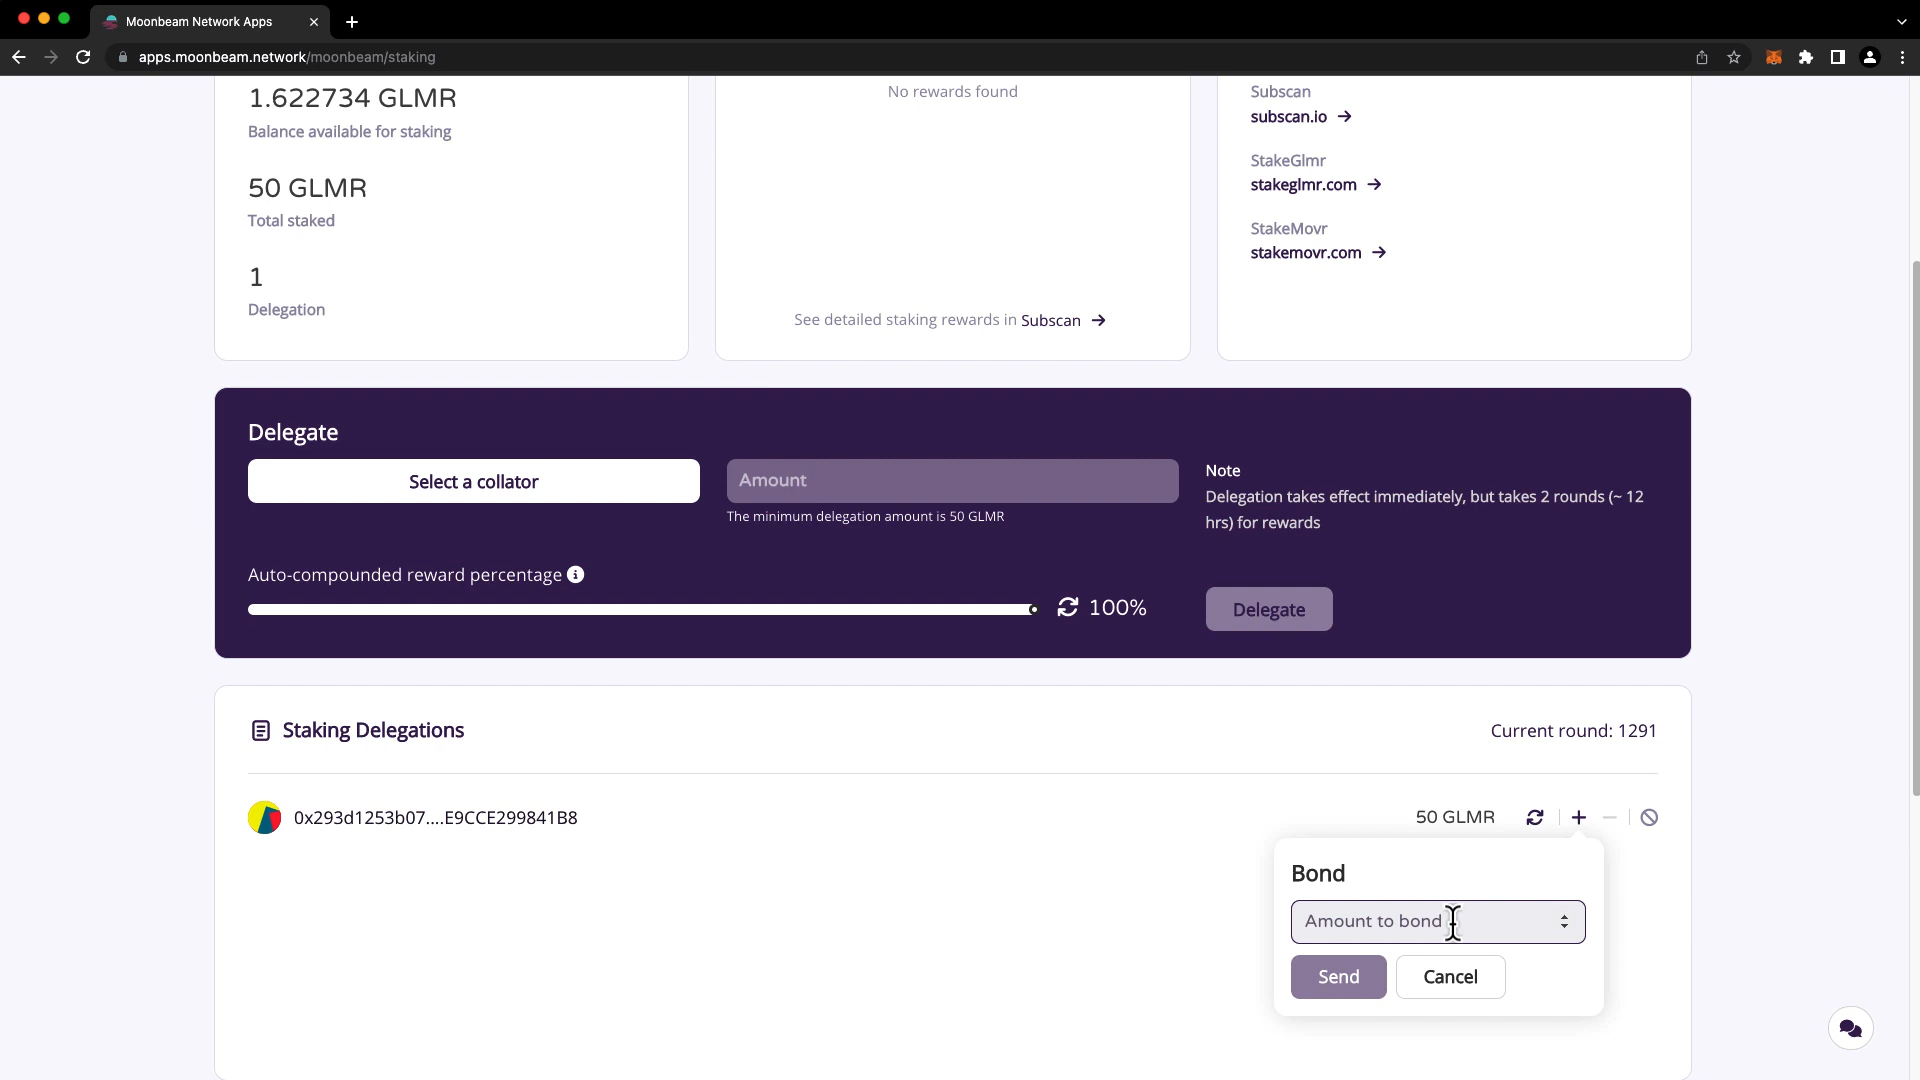 Moonbeam Network Apps
apps.moonbeam.network/moonbeam/staking
1.622734 GLMR
Balance available for staking
50 GLMR
Total staked
1
Delegation
No rewards found
See detailed staking rewards in Subscan →
Subscan
subscan.io →
StakeGlmr
stakeglmr.com →
StakeMovr
stakemovr.com →
Delegate
Select a collator
Amount
The minimum delegation amount is 50 GLMR
Note
Delegation takes effect immediately, but takes 2 rounds (~ 12
hrs) for rewards
Auto-compounded reward percentage
100%
Delegate
Staking Delegations
Current round: 1291
0x293d1253b07....E9CCE299841B8
50 GLMR
Bond
Amount to bond
Send
Cancel